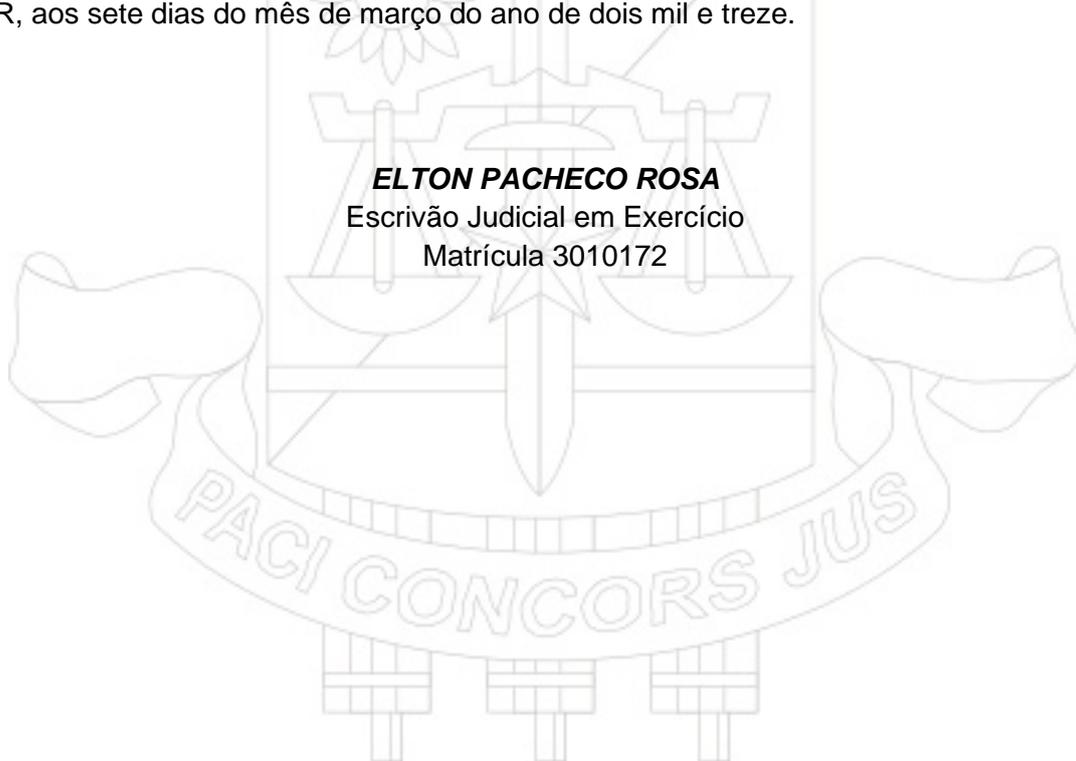 R, aos sete dias do mês de março do ano de dois mil e treze.
ELTON PACHECO ROSA
Escrivão Judicial em Exercício
Matrícula 3010172
PACI CONCORS JUS